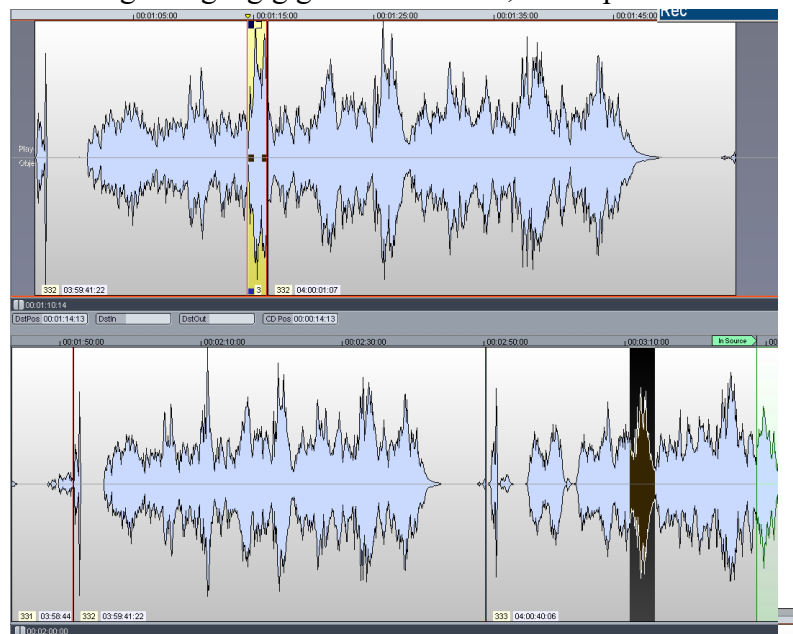 00:01:05:00 00:01:15:00 00:01:25:00 00:01:35:00 00:01:45:00 Rec
Play
Obje
332 03:59:41:22 3 332 04:00:01:07
00:01:10:14
DstPos 00:01:14:13 DstIn DstOut CD Pos 00:00:14:13
00:01:50:00 00:02:10:00 00:02:30:00 00:02:50:00 00:03:10:00 In Source 00
331 03:58:44 332 03:59:41:22 333 04:00:40:06
00:02:00:00